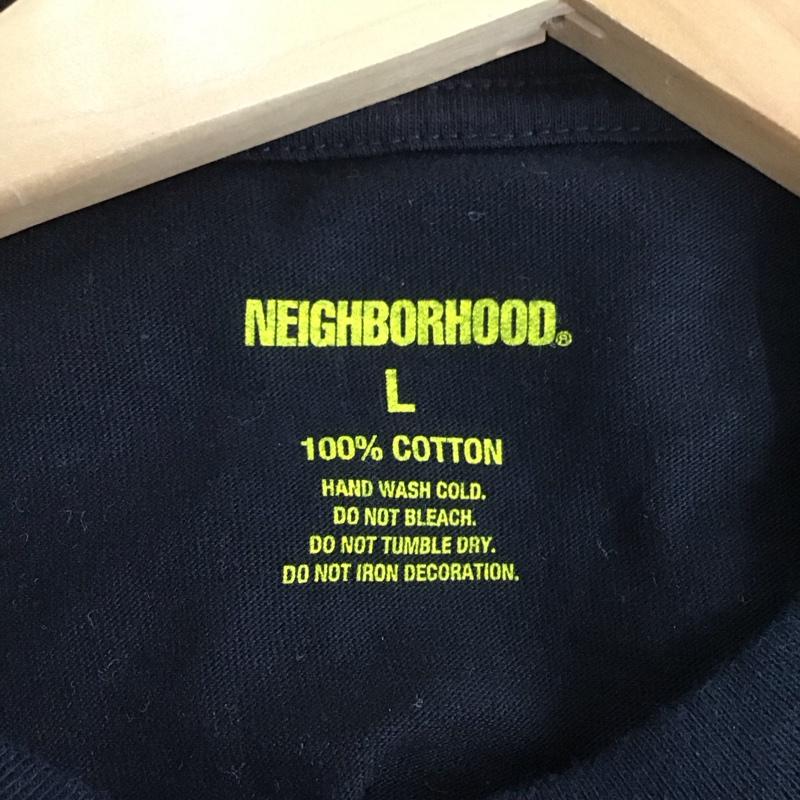 NEIGHBORHOOD®
L
100% COTTON
HAND WASH COLD.
DO NOT BLEACH.
DO NOT TUMBLE DRY.
DO NOT IRON DECORATION.